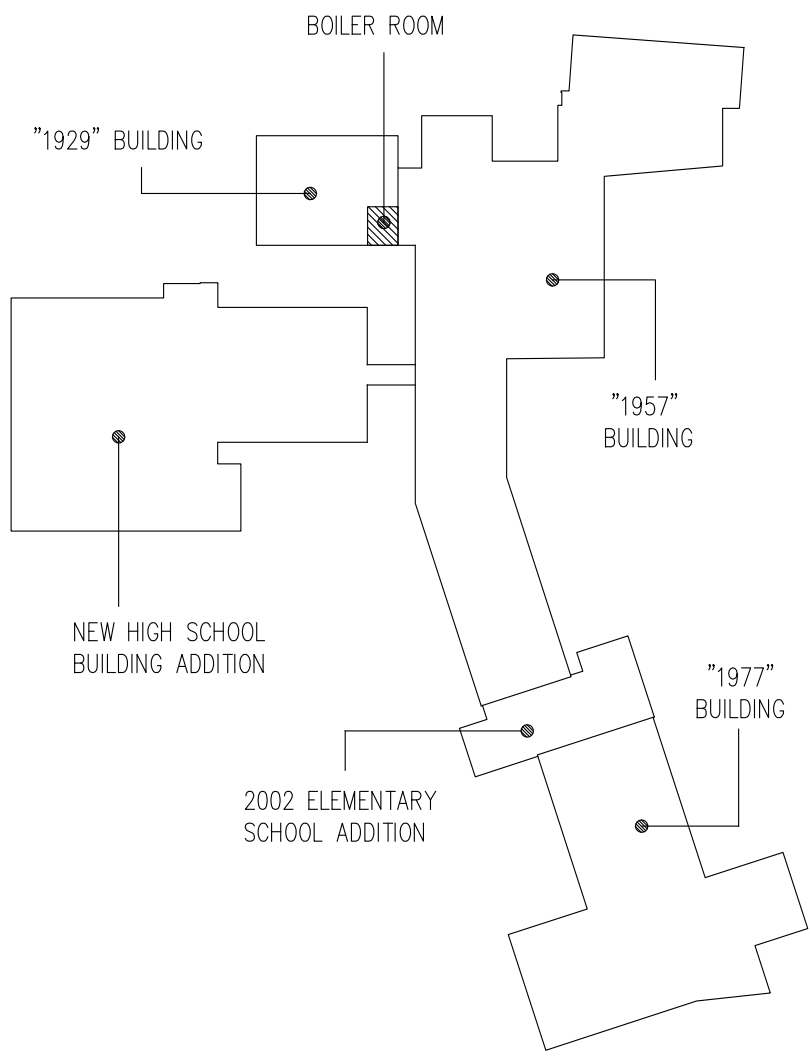 BOILER ROOM
"1929" BUILDING
"1957"
BUILDING
NEW HIGH SCHOOL
BUILDING ADDITION
"1977"
BUILDING
2002 ELEMENTARY
SCHOOL ADDITION